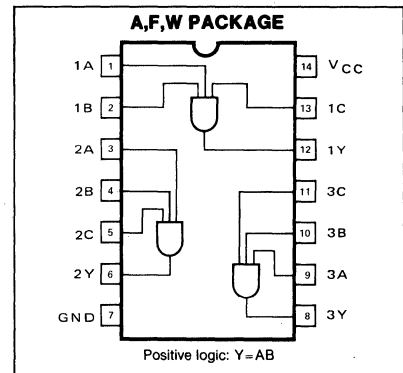 A,F,W PACKAGE
1A 1 14 VCC
1B 2 13 1C
2A 3 12 1Y
2B 4 11 3C
2C 5 10 3B
2Y 6 9 3A
GND 7 8 3Y
Positive logic: Y=AB